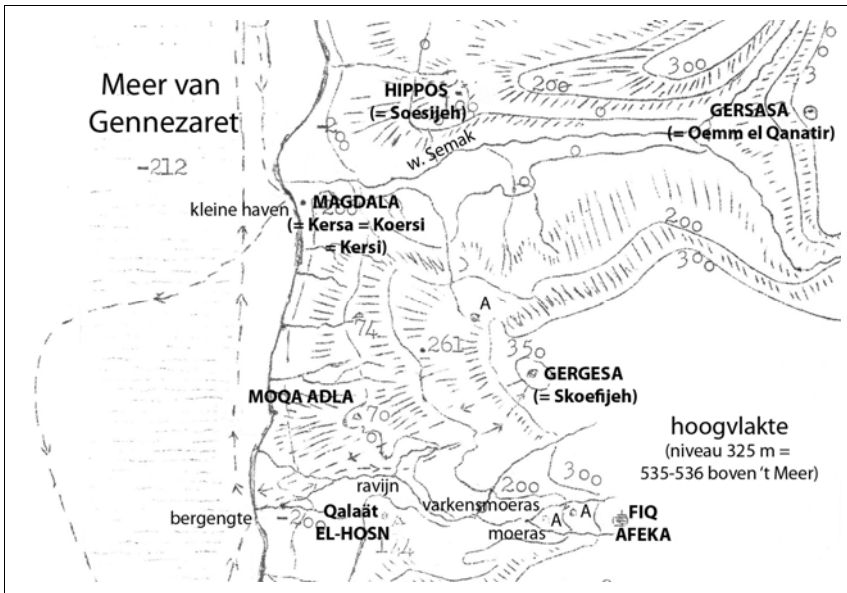 Meer van
Gennezaret
-212
HIPPOS
(= Soesijeh)
200
300
3
GERSASA
(= Oemm el Qanatir)
w. Semak
kleine haven
MAGDALA
(= Kersa = Koersi
= Kersi)
200
300
A
74
261
350
GERGESA
(= Skoefijeh)
MOQA ADLA
70
hoogvlakte
(niveau 325 m =
535-536 boven 't Meer)
300
200
ravijn
varkensmoeras
bergengte
-200
Qalaät
EL-HOSN
144
moeras
A
A
FIQ
AFEKA